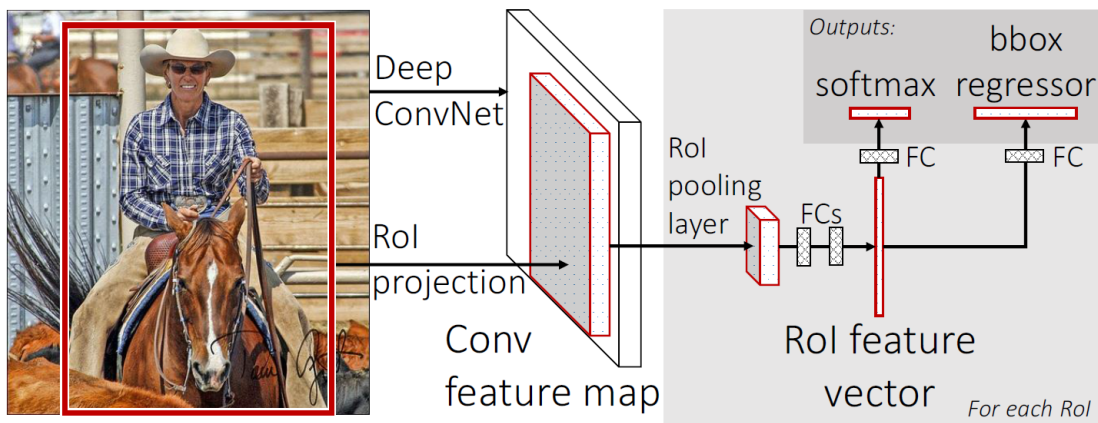 Deep
ConvNet
RoI
projection
Conv
feature map
RoI
pooling
layer
FCs
RoI feature
vector
For each RoI
Outputs:
softmax
bbox
regressor
FC
FC